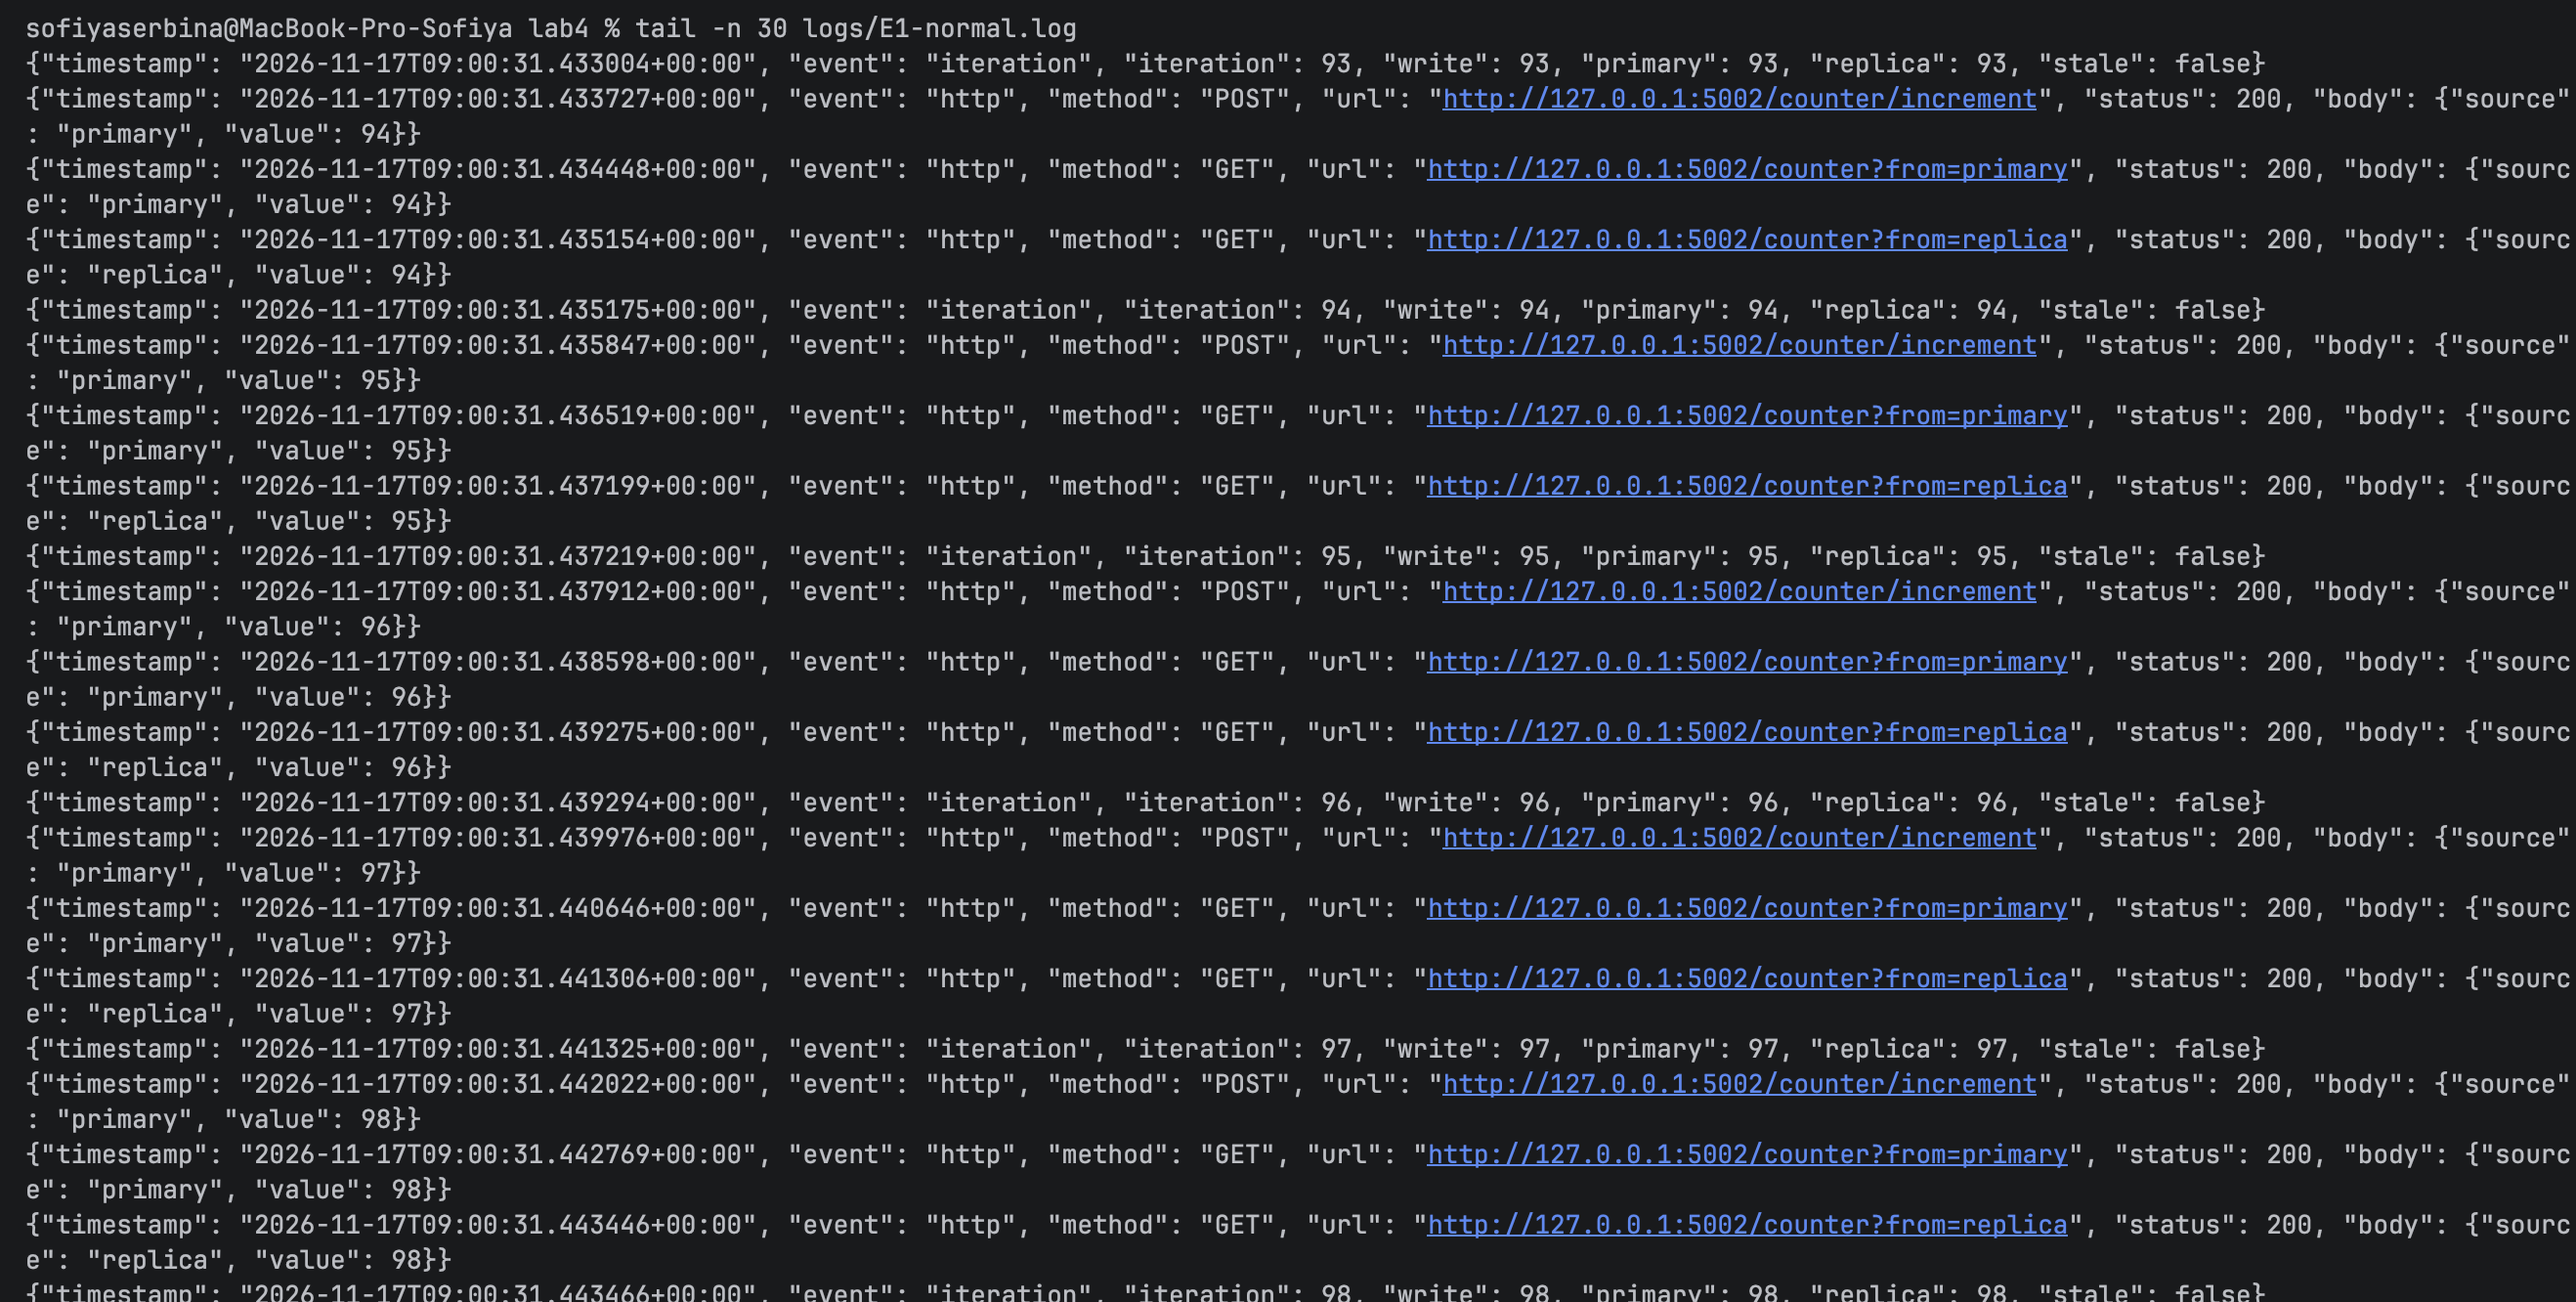 sofiyaserbina@MacBook-Pro-Sofiya lab4 % tail -n 30 logs/E1-normal.log
{"timestamp": "2026-11-17T09:00:31.433004+00:00", "event": "iteration", "iteration": 93, "write": 93, "primary": 93, "replica": 93, "stale": false}
{"timestamp": "2026-11-17T09:00:31.433727+00:00", "event": "http", "method": "POST", "url": "http://127.0.0.1:5002/counter/increment", "status": 200, "body": {"source"
: "primary", "value": 94}}
{"timestamp": "2026-11-17T09:00:31.434448+00:00", "event": "http", "method": "GET", "url": "http://127.0.0.1:5002/counter?from=primary", "status": 200, "body": {"sourc
e": "primary", "value": 94}}
{"timestamp": "2026-11-17T09:00:31.435154+00:00", "event": "http", "method": "GET", "url": "http://127.0.0.1:5002/counter?from=replica", "status": 200, "body": {"sourc
e": "replica", "value": 94}}
{"timestamp": "2026-11-17T09:00:31.435175+00:00", "event": "iteration", "iteration": 94, "write": 94, "primary": 94, "replica": 94, "stale": false}
{"timestamp": "2026-11-17T09:00:31.435847+00:00", "event": "http", "method": "POST", "url": "http://127.0.0.1:5002/counter/increment", "status": 200, "body": {"source"
: "primary", "value": 95}}
{"timestamp": "2026-11-17T09:00:31.436519+00:00", "event": "http", "method": "GET", "url": "http://127.0.0.1:5002/counter?from=primary", "status": 200, "body": {"sourc
e": "primary", "value": 95}}
{"timestamp": "2026-11-17T09:00:31.437199+00:00", "event": "http", "method": "GET", "url": "http://127.0.0.1:5002/counter?from=replica", "status": 200, "body": {"sourc
e": "replica", "value": 95}}
{"timestamp": "2026-11-17T09:00:31.437219+00:00", "event": "iteration", "iteration": 95, "write": 95, "primary": 95, "replica": 95, "stale": false}
{"timestamp": "2026-11-17T09:00:31.437912+00:00", "event": "http", "method": "POST", "url": "http://127.0.0.1:5002/counter/increment", "status": 200, "body": {"source"
: "primary", "value": 96}}
{"timestamp": "2026-11-17T09:00:31.438598+00:00", "event": "http", "method": "GET", "url": "http://127.0.0.1:5002/counter?from=primary", "status": 200, "body": {"sourc
e": "primary", "value": 96}}
{"timestamp": "2026-11-17T09:00:31.439275+00:00", "event": "http", "method": "GET", "url": "http://127.0.0.1:5002/counter?from=replica", "status": 200, "body": {"sourc
e": "replica", "value": 96}}
{"timestamp": "2026-11-17T09:00:31.439294+00:00", "event": "iteration", "iteration": 96, "write": 96, "primary": 96, "replica": 96, "stale": false}
{"timestamp": "2026-11-17T09:00:31.439976+00:00", "event": "http", "method": "POST", "url": "http://127.0.0.1:5002/counter/increment", "status": 200, "body": {"source"
: "primary", "value": 97}}
{"timestamp": "2026-11-17T09:00:31.440646+00:00", "event": "http", "method": "GET", "url": "http://127.0.0.1:5002/counter?from=primary", "status": 200, "body": {"sourc
e": "primary", "value": 97}}
{"timestamp": "2026-11-17T09:00:31.441306+00:00", "event": "http", "method": "GET", "url": "http://127.0.0.1:5002/counter?from=replica", "status": 200, "body": {"sourc
e": "replica", "value": 97}}
{"timestamp": "2026-11-17T09:00:31.441325+00:00", "event": "iteration", "iteration": 97, "write": 97, "primary": 97, "replica": 97, "stale": false}
{"timestamp": "2026-11-17T09:00:31.442022+00:00", "event": "http", "method": "POST", "url": "http://127.0.0.1:5002/counter/increment", "status": 200, "body": {"source"
: "primary", "value": 98}}
{"timestamp": "2026-11-17T09:00:31.442769+00:00", "event": "http", "method": "GET", "url": "http://127.0.0.1:5002/counter?from=primary", "status": 200, "body": {"sourc
e": "primary", "value": 98}}
{"timestamp": "2026-11-17T09:00:31.443446+00:00", "event": "http", "method": "GET", "url": "http://127.0.0.1:5002/counter?from=replica", "status": 200, "body": {"sourc
e": "replica", "value": 98}}
{"timestamp": "2026-11-17T09:00:31.443466+00:00", "event": "iteration", "iteration": 98, "write": 98, "primary": 98, "replica": 98, "stale": false}